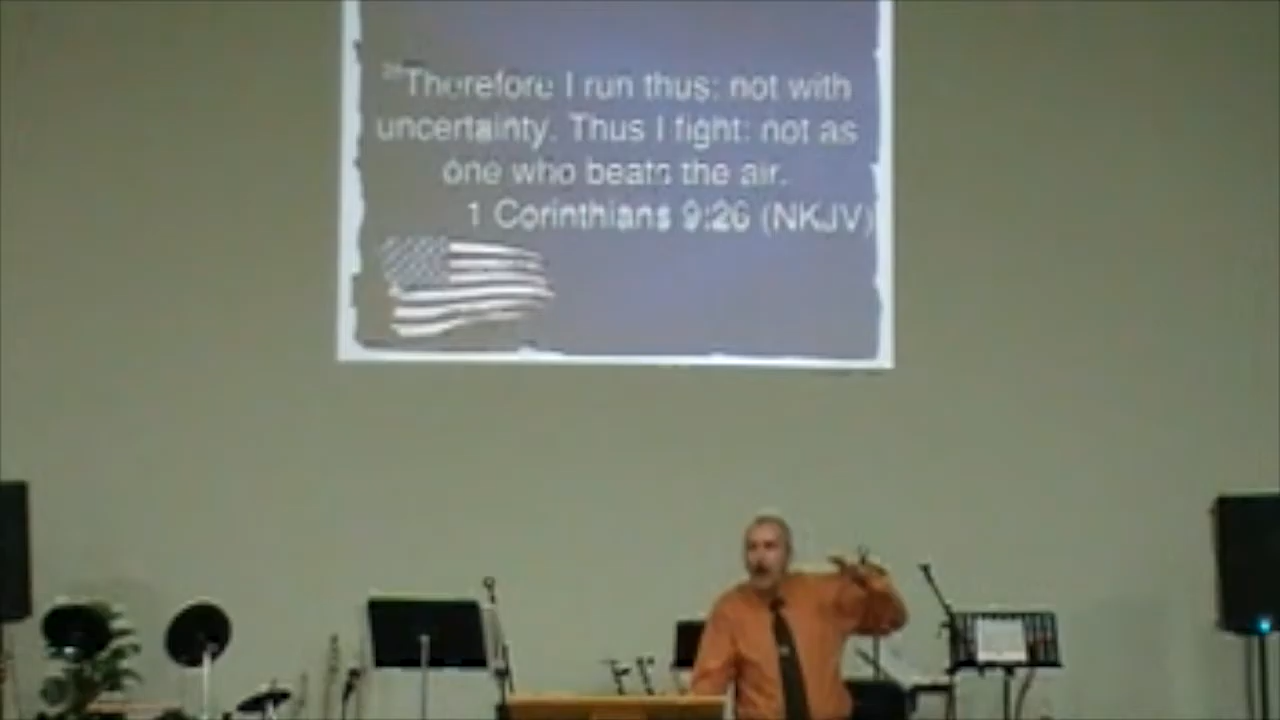 26Therefore I run thus: not with
uncertainty. Thus I fight: not as
one who beats the air.
1 Corinthians 9:26 (NKJV)